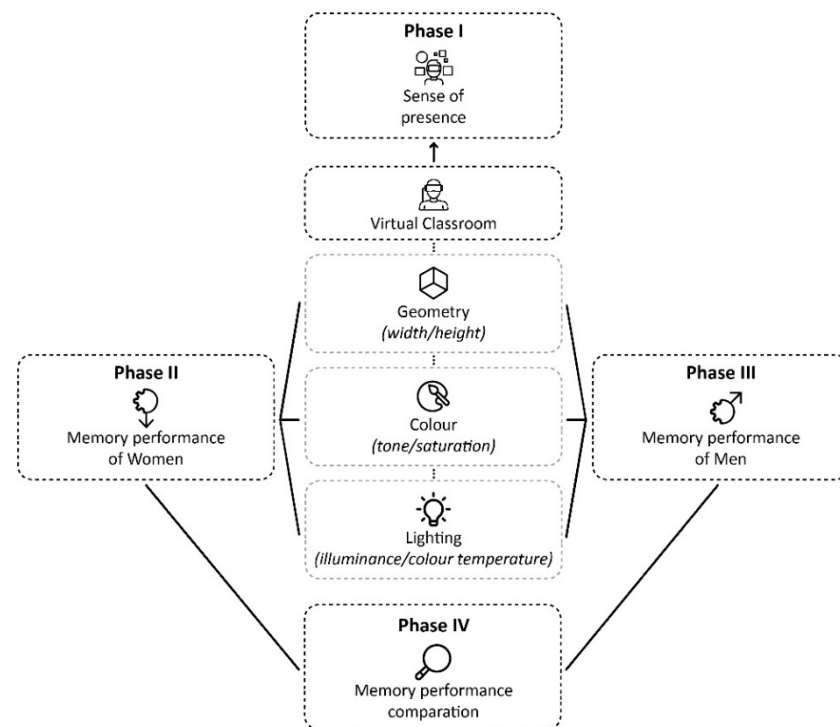 Phase I
Sense of
presence
Virtual Classroom
Geometry
(width/height)
Phase II
Memory performance
of Women
Colour
(tone/saturation)
Phase III
Memory performance
of Men
Lighting
(illuminance/colour temperature)
Phase IV
Memory performance
comparation